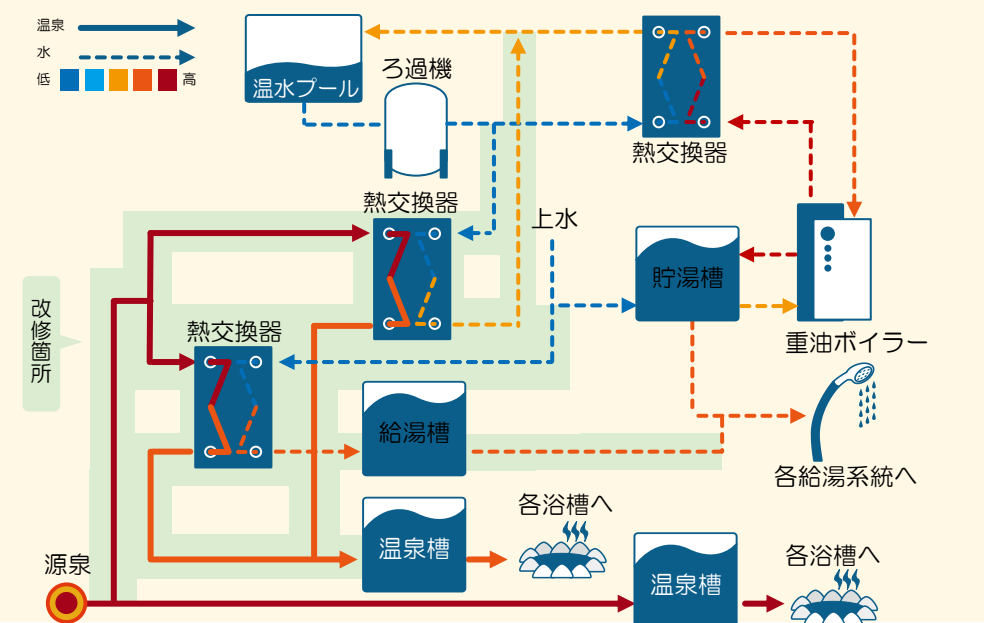 温泉
水
低
高
温水プール
ろ過機
熱交換器
熱交換器
上水
貯湯槽
改修箇所
熱交換器
重油ボイラー
給湯槽
各給湯系統へ
各浴槽へ
温泉槽
源泉
各浴槽へ
温泉槽